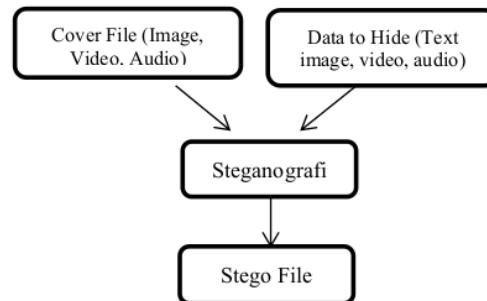 Cover File (Image,
Video. Audio)
Data to Hide (Text
image, video, audio)
Steganografi
Stego File